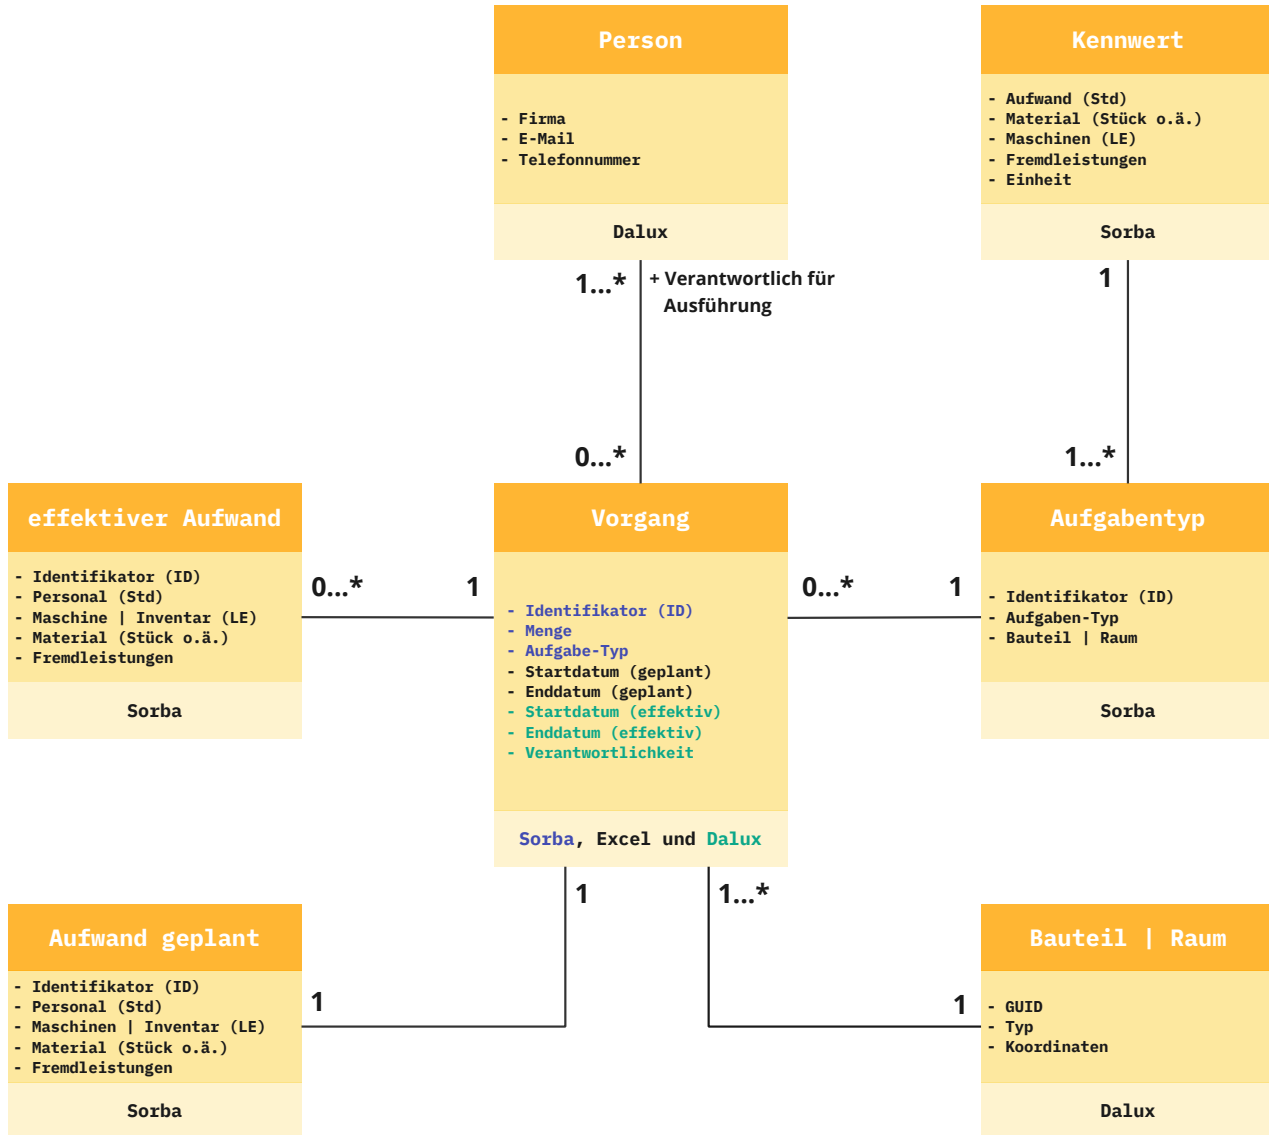 Person
- Firma
- E-Mail
- Telefonnummer
Dalux
Kennwert
- Aufwand (Std)
- Material (Stück o.ä.)
- Maschinen (LE)
- Fremdleistungen
- Einheit
Sorba
1...*
+ Verantwortlich für
Ausführung
0...*
1
1...*
effektiver Aufwand
- Identifikator (ID)
- Personal (Std)
- Maschine | Inventar (LE)
- Material (Stück o.ä.)
- Fremdleistungen
Sorba
0...*
1
Vorgang
- Identifikator (ID)
- Menge
- Aufgabe-Typ
- Startdatum (geplant)
- Enddatum (geplant)
- Startdatum (effektiv)
- Enddatum (effektiv)
- Verantwortlichkeit
Sorba, Excel und Dalux
0...*
1
Aufgabentyp
- Identifikator (ID)
- Aufgaben-Typ
- Bauteil | Raum
Sorba
1
1...*
Aufwand geplant
- Identifikator (ID)
- Personal (Std)
- Maschinen | Inventar (LE)
- Material (Stück o.ä.)
- Fremdleistungen
Sorba
1
1
Bauteil | Raum
- GUID
- Typ
- Koordinaten
Dalux